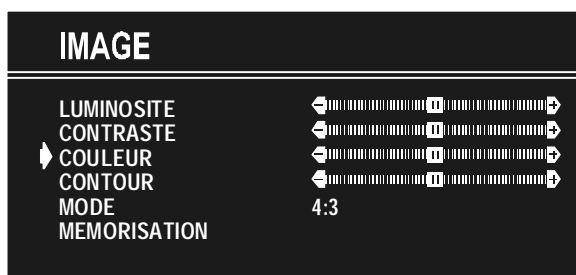 IMAGE
LUMINOSITE
CONTRASTE
COULEUR
CONTOUR
MODE 4:3
MEMORISATION